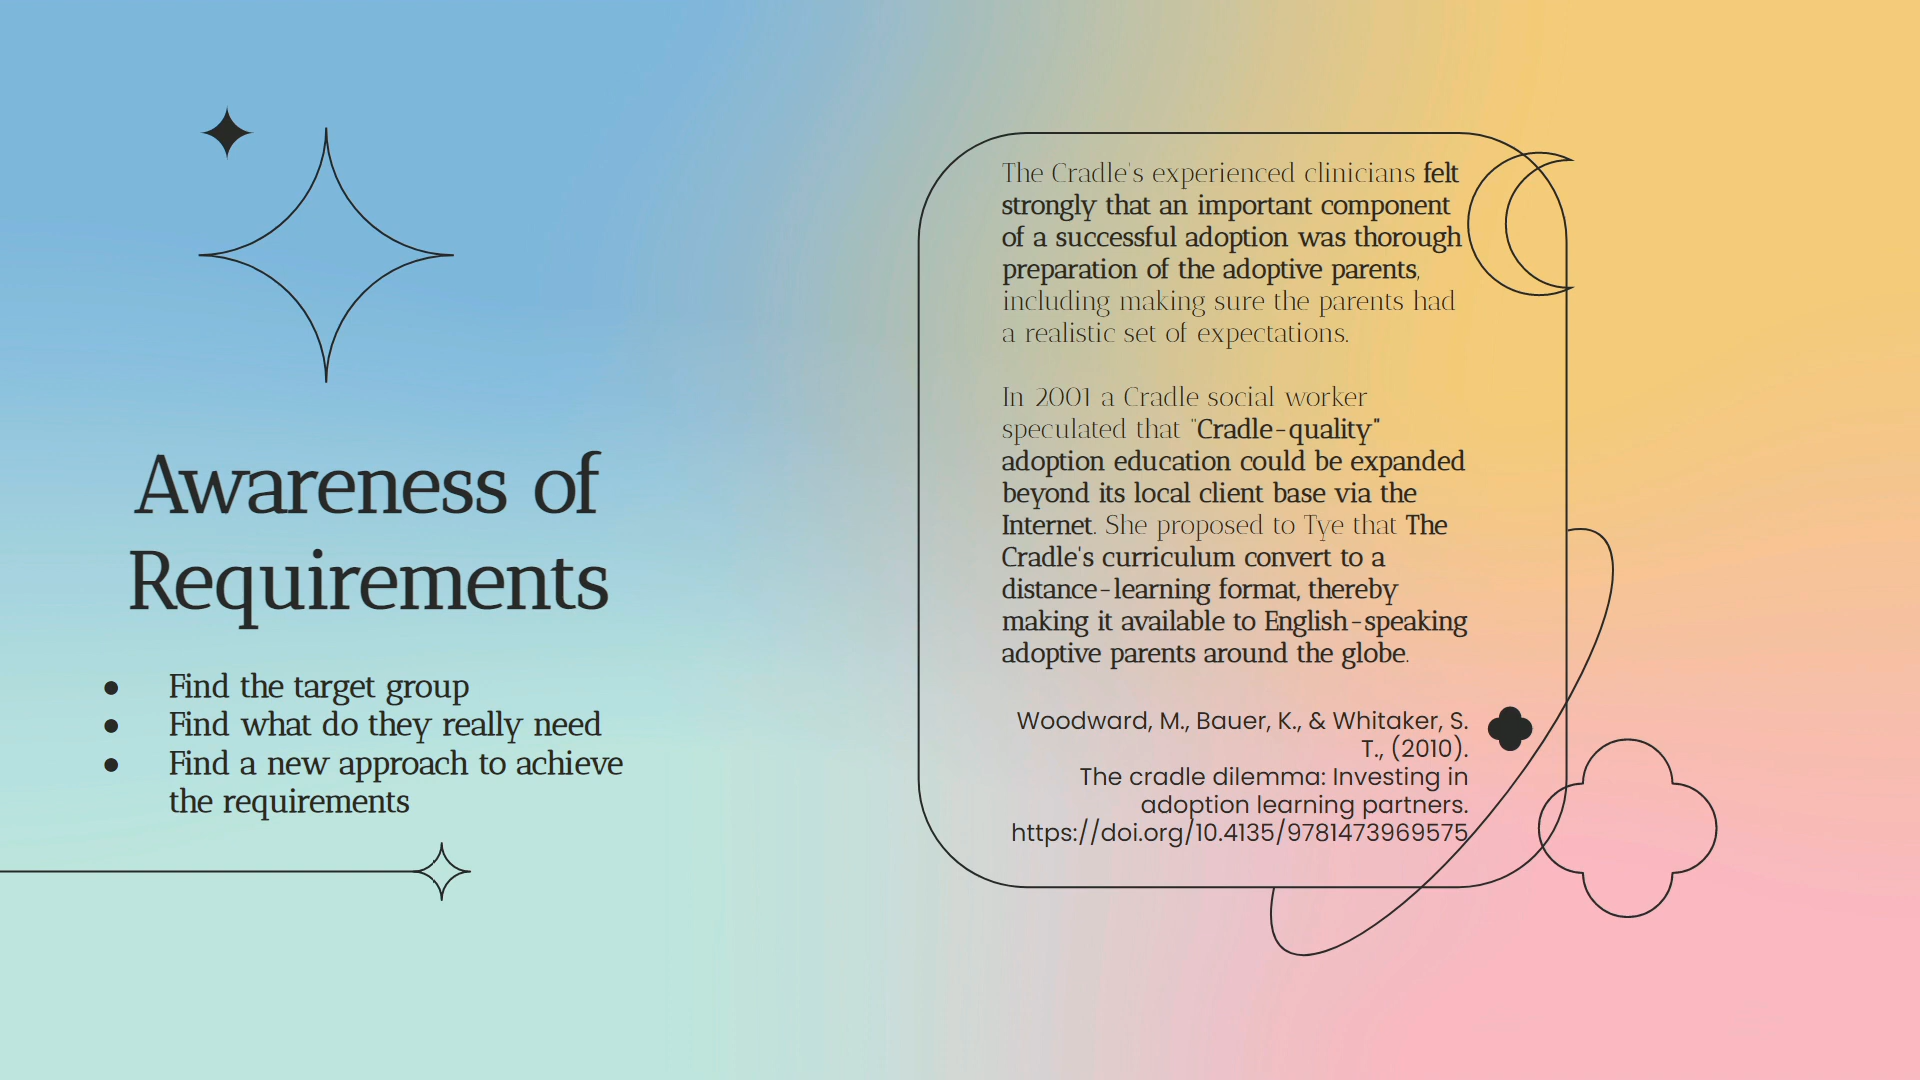 Awareness of
Requirements
● Find the target group
● Find what do they really need
● Find a new approach to achieve
the requirements
The Cradle's experienced clinicians felt
strongly that an important component
of a successful adoption was thorough
preparation of the adoptive parents,
including making sure the parents had
a realistic set of expectations.
In 2001 a Cradle social worker
speculated that "Cradle-quality"
adoption education could be expanded
beyond its local client base via the
Internet. She proposed to Tye that The
Cradle's curriculum convert to a
distance-learning format, thereby
making it available to English-speaking
adoptive parents around the globe.
Woodward, M., Bauer, K., & Whitaker, S.
T., (2010).
The cradle dilemma: Investing in
adoption learning partners.
https://doi.org/10.4135/9781473969575